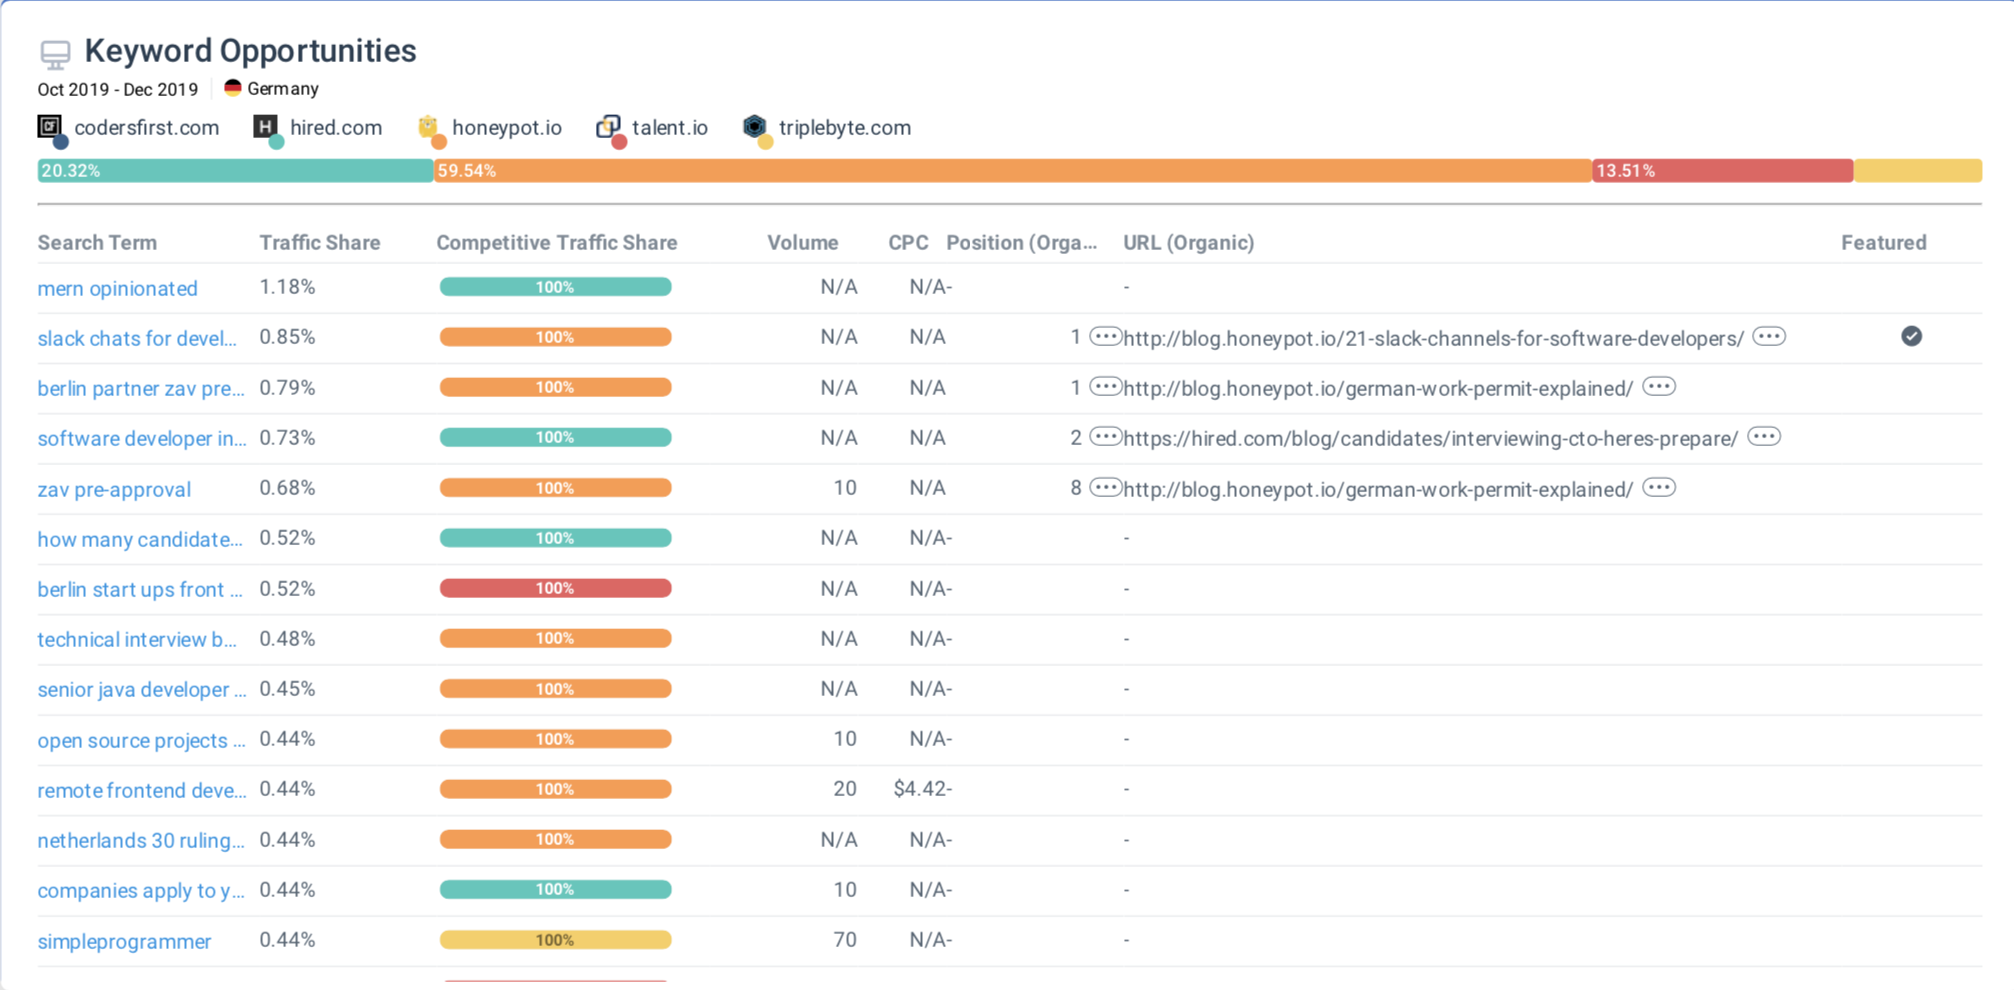 Keyword Opportunities
Oct 2019 - Dec 2019 Germany
codersfirst.com hired.com honeypot.io talent.io triplebyte.com
20.32% 59.54% 13.51%
Search Term Traffic Share Competitive Traffic Share Volume CPC Position (Orga... URL (Organic) Featured
mern opinionated 1.18% 100% N/A N/A - -
slack chats for devel... 0.85% 100% N/A N/A 1 http://blog.honeypot.io/21-slack-channels-for-software-developers/
berlin partner zav pre... 0.79% 100% N/A N/A 1 http://blog.honeypot.io/german-work-permit-explained/
software developer in... 0.73% 100% N/A N/A 2 https://hired.com/blog/candidates/interviewing-cto-heres-prepare/
zav pre-approval 0.68% 100% 10 N/A 8 http://blog.honeypot.io/german-work-permit-explained/
how many candidate... 0.52% 100% N/A N/A - -
berlin start ups front ... 0.52% 100% N/A N/A - -
technical interview b... 0.48% 100% N/A N/A - -
senior java developer ... 0.45% 100% N/A N/A - -
open source projects ... 0.44% 100% 10 N/A - -
remote frontend deve... 0.44% 100% 20 $4.42 - -
netherlands 30 ruling... 0.44% 100% N/A N/A - -
companies apply to y... 0.44% 100% 10 N/A - -
simpleprogrammer 0.44% 100% 70 N/A - -